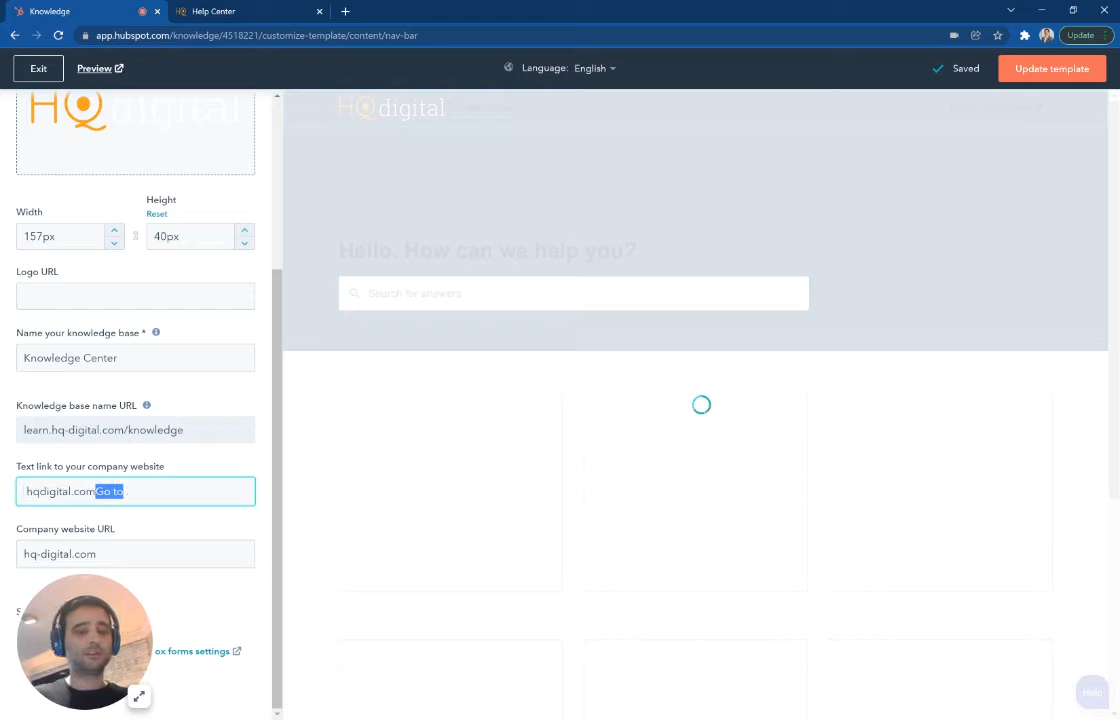 Knowledge
HQ Help Center
app.hubspot.com/knowledge/4518221/customize-template/content/nav-bar
Update
Exit
Preview
Language: English
Saved
Update template
HQdigital
HQdigital
Width
Height
Reset
157px
40px
Logo URL
Name your knowledge base *
Knowledge Center
Knowledge base name URL
learn.hq-digital.com/knowledge
Text link to your company website
hqdigital.comGo to
Company website URL
hq-digital.com
S
ox forms settings
Hello. How can we help you?
Search for answers
Help